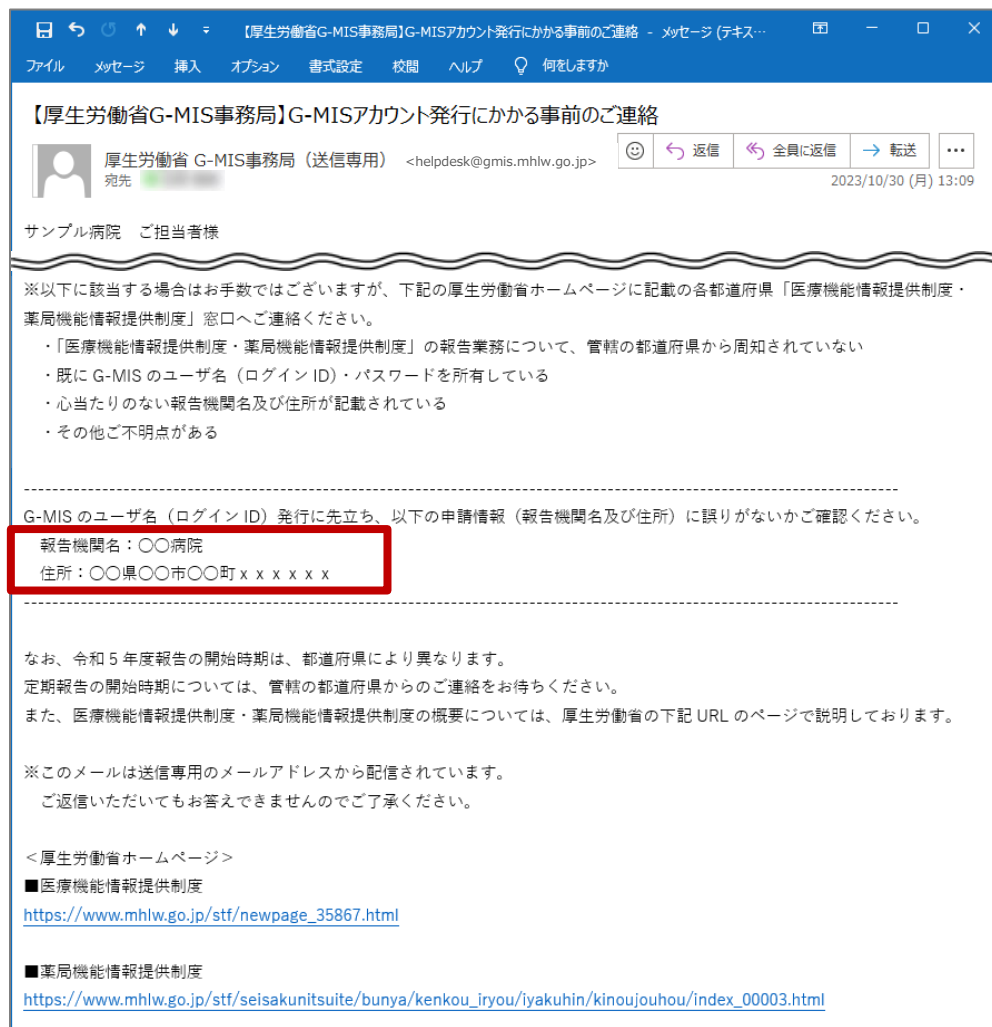 【厚生労働省G-MIS事務局】G-MISアカウント発行にかかる事前のご連絡 - メッセージ (テキス…
ファイル メッセージ 挿入 オプション 書式設定 校閲 ヘルプ 何をしますか
【厚生労働省G-MIS事務局】G-MISアカウント発行にかかる事前のご連絡
厚生労働省 G-MIS事務局（送信専用） <helpdesk@gmis.mhlw.go.jp>
返信 全員に返信 転送 …
宛先
2023/10/30 (月) 13:09
サンプル病院　ご担当者様
※以下に該当する場合はお手数ではございますが、下記の厚生労働省ホームページに記載の各都道府県「医療機能情報提供制度・
薬局機能情報提供制度」窓口へご連絡ください。
・「医療機能情報提供制度・薬局機能情報提供制度」の報告業務について、管轄の都道府県から周知されていない
・既に G-MIS のユーザ名（ログイン ID）・パスワードを所有している
・心当たりのない報告機関名及び住所が記載されている
・その他ご不明点がある
--------------------------------------------------------------------------------
G-MIS のユーザ名（ログイン ID）発行に先立ち、以下の申請情報（報告機関名及び住所）に誤りがないかご確認ください。
報告機関名：〇〇病院
住所：〇〇県〇〇市〇〇町ｘｘｘｘｘｘ
--------------------------------------------------------------------------------
なお、令和５年度報告の開始時期は、都道府県により異なります。
定期報告の開始時期については、管轄の都道府県からのご連絡をお待ちください。
また、医療機能情報提供制度・薬局機能情報提供制度の概要については、厚生労働省の下記 URL のページで説明しております。
※このメールは送信専用のメールアドレスから配信されています。
ご返信いただいてもお答えできませんのでご了承ください。
＜厚生労働省ホームページ＞
■医療機能情報提供制度
https://www.mhlw.go.jp/stf/newpage_35867.html
■薬局機能情報提供制度
https://www.mhlw.go.jp/stf/seisakunitsuite/bunya/kenkou_iryou/iyakuhin/kinoujouhou/index_00003.html